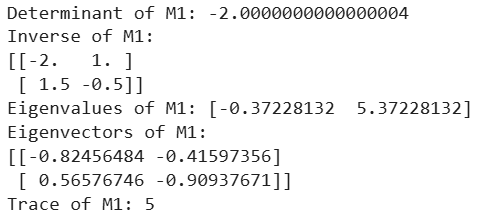 Determinant of M1: -2.0000000000000004
Inverse of M1:
[[-2.   1. ]
 [ 1.5 -0.5]]
Eigenvalues of M1: [-0.37228132  5.37228132]
Eigenvectors of M1:
[[-0.82456484 -0.41597356]
 [ 0.56576746 -0.90937671]]
Trace of M1: 5